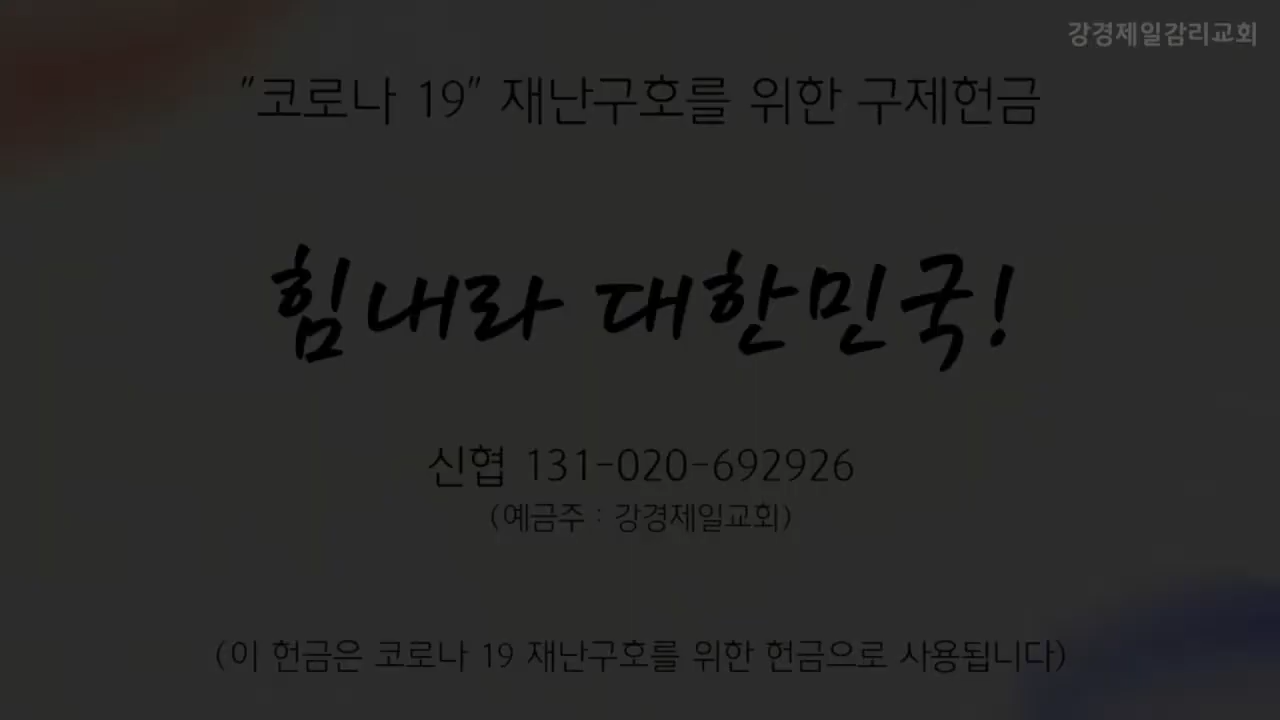 강경제일감리교회
"코로나 19" 재난구호를 위한 구제헌금
힘내라 대한민국!
신협 131-020-692926
(예금주 : 강경제일교회)
(이 헌금은 코로나 19 재난구호를 위한 헌금으로 사용됩니다)